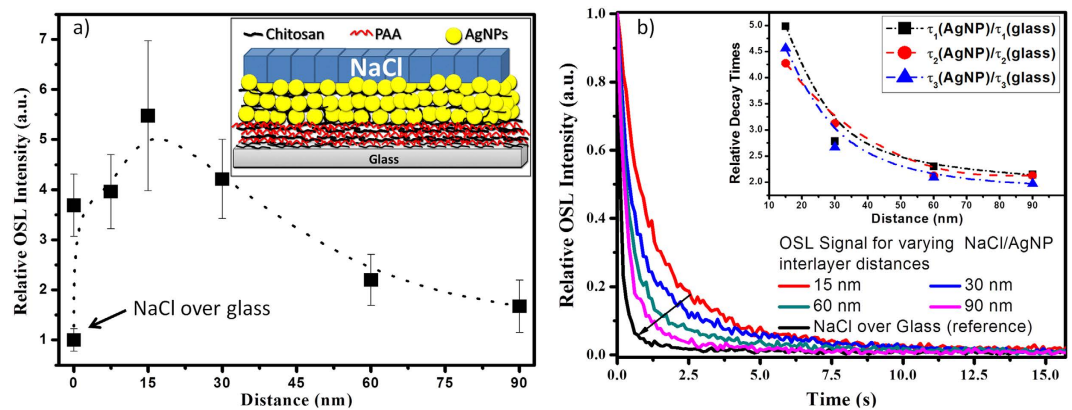 a)
Relative OSL Intensity (a.u.)
7
6
5
4
3
2
1
0
15
30
45
60
75
90
Distance (nm)
NaCl over glass
Chitosan
PAA
AgNPs
NaCl
Glass
b)
Relative OSL Intensity (a.u.)
1.0
0.8
0.6
0.4
0.2
0.0
0.0
2.5
5.0
7.5
10.0
12.5
15.0
Time (s)
Relative Decay Times
5.0
4.5
4.0
3.5
3.0
2.5
2.0
10
20
30
40
50
60
70
80
90
Distance (nm)
τ1(AgNP)/τ1(glass)
τ2(AgNP)/τ2(glass)
τ3(AgNP)/τ3(glass)
OSL Signal for varying NaCl/AgNP
interlayer distances
15 nm
30 nm
60 nm
90 nm
NaCl over Glass (reference)